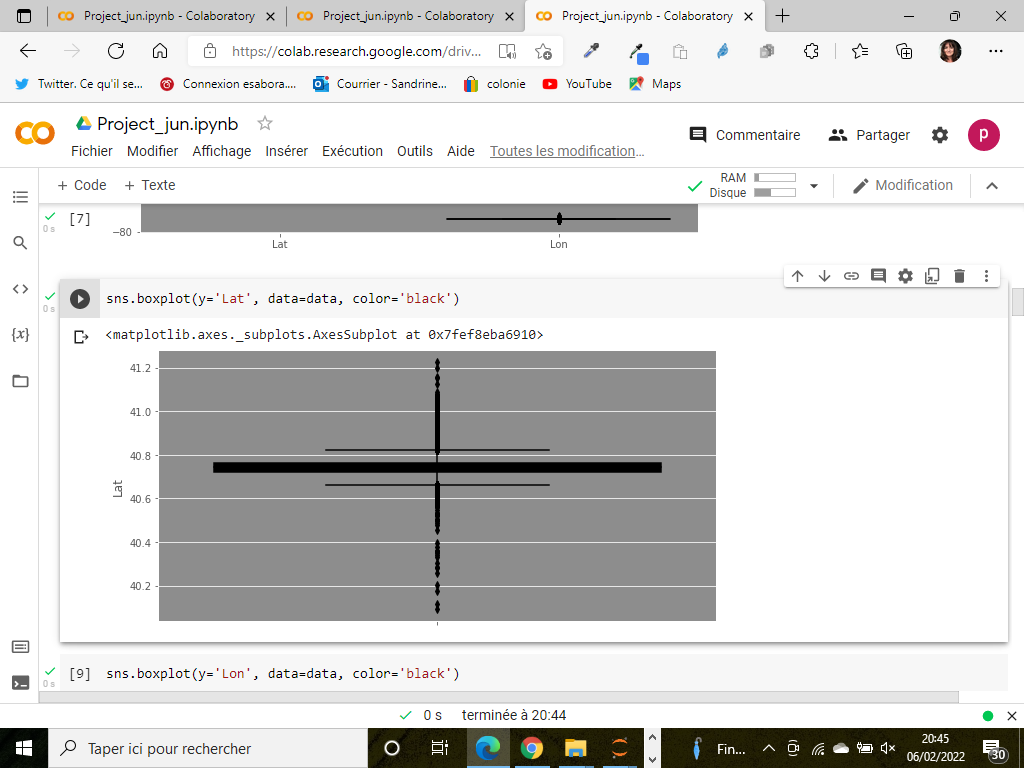 Project_jun.ipynb - Colaboratory
Project_jun.ipynb - Colaboratory
Project_jun.ipynb - Colaboratory
https://colab.research.google.com/driv...
Twitter. Ce qu'il se...
Connexion esabora....
Courrier - Sandrine...
colonie
YouTube
Maps
Project_jun.ipynb
Commentaire
Partager
p
Fichier Modifier Affichage Insérer Exécution Outils Aide Toutes les modification...
+ Code + Texte
RAM
Disque
Modification
[7]
0 s
−80
Lat Lon
0 s
sns.boxplot(y='Lat', data=data, color='black')
<matplotlib.axes._subplots.AxesSubplot at 0x7fef8eba6910>
41.2
41.0
40.8
40.6
40.4
40.2
Lat
{x}
[9] sns.boxplot(y='Lon', data=data, color='black')
0 s
0 s terminée à 20:44
Taper ici pour rechercher
Fin...
20:45
06/02/2022
30